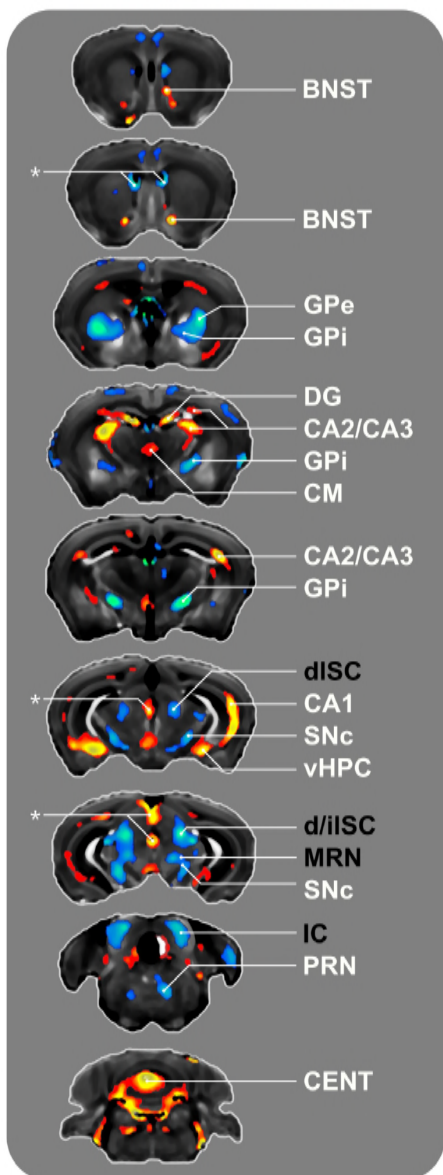 BNST
*
BNST
GPe
GPi
DG
CA2/CA3
GPi
CM
CA2/CA3
GPi
dlSC
*
CA1
SNc
vHPC
*
d/ilSC
MRN
SNc
IC
PRN
CENT